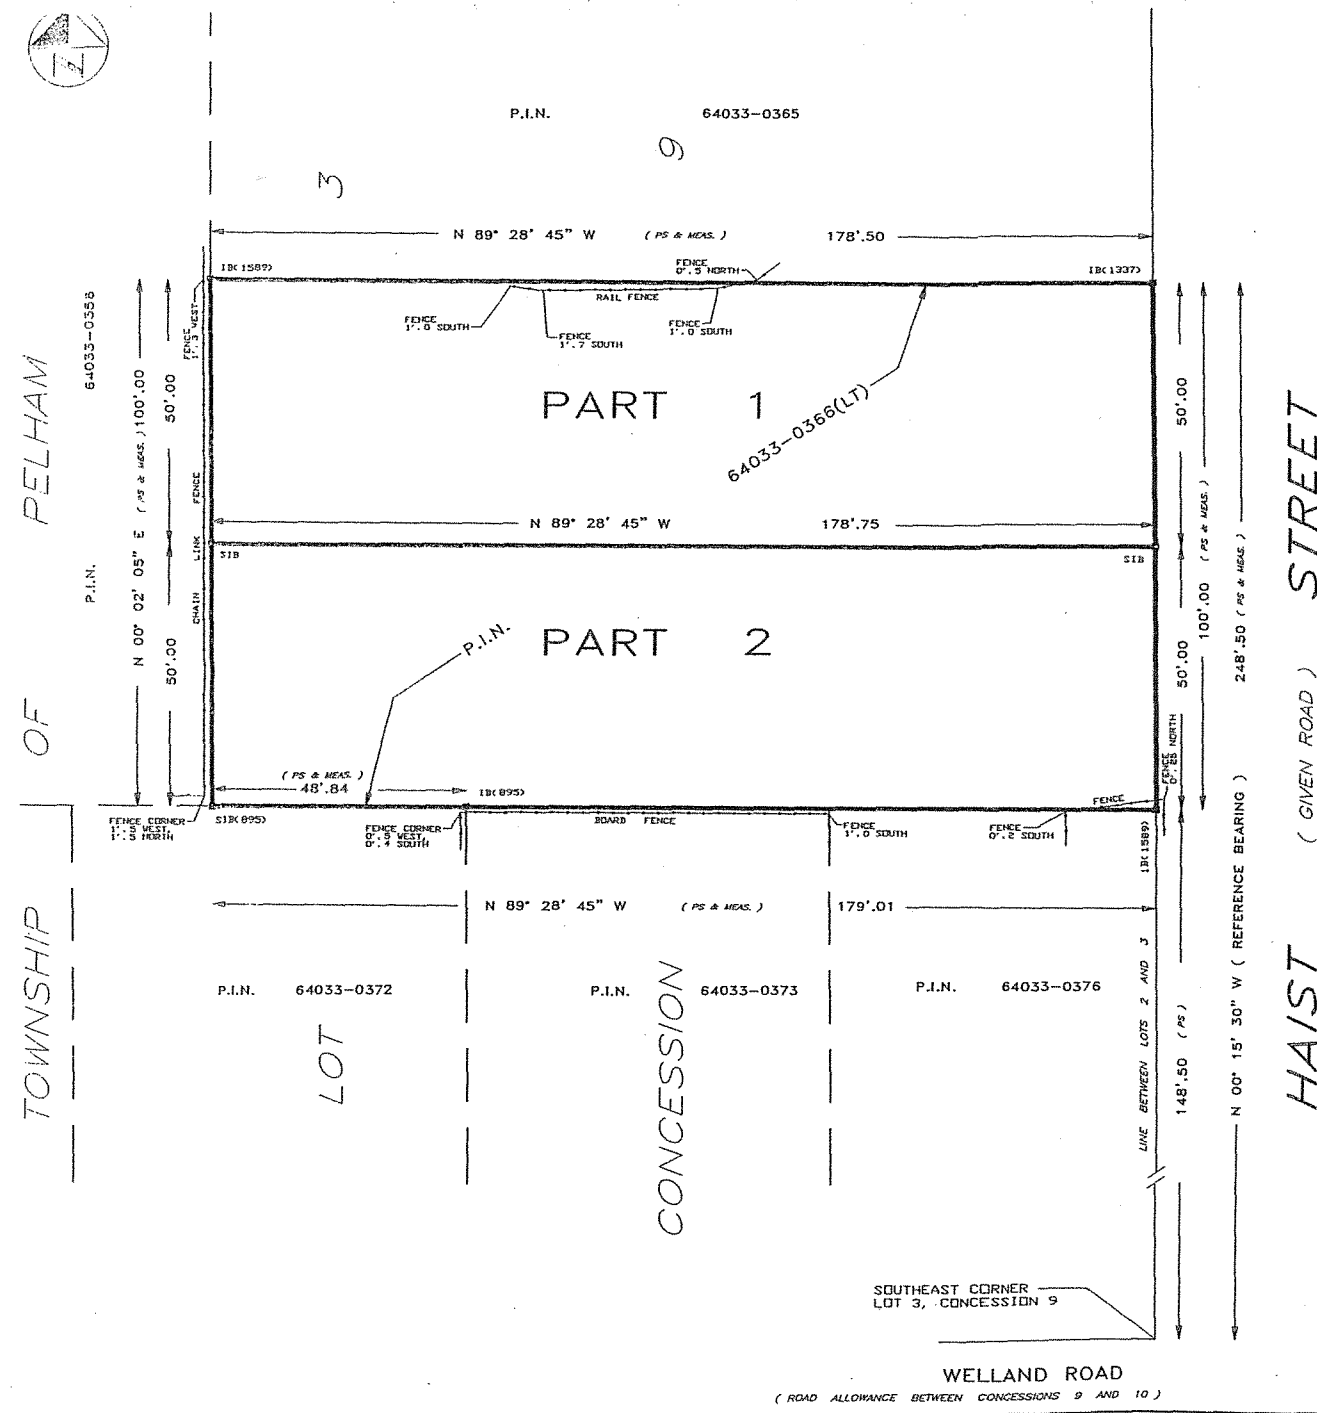 Z
P.I.N. 64033-0365
3 9
N 89° 28' 45" W ( PS & MEAS. ) 178'.50
IB(1589)
FENCE
0'.5 NORTH
IB(1337)
RAIL FENCE
FENCE
1'.0 SOUTH
FENCE
1'.7 SOUTH
FENCE
1'.0 SOUTH
FENCE
1'.3 WEST
PART 1
64033-0366(LT)
N 89° 28' 45" W 178'.75
SIB
SIB
CHAIN LINK FENCE
50'.00
50'.00
N 00° 02' 05" E ( PS & MEAS. ) 100'.00
P.I.N. 64033-0358
TOWNSHIP OF PELHAM
PART 2
P.I.N.
( PS & MEAS. )
48'.84
IB(895)
SIB(895)
FENCE CORNER
1'.5 WEST,
1'.5 NORTH
FENCE CORNER
0'.5 WEST,
0'.4 SOUTH
BOARD FENCE
FENCE
1'.0 SOUTH
FENCE
0'.2 SOUTH
FENCE
FENCE
0'.25 NORTH
IB(1589)
50'.00
50'.00
100'.00 ( PS & MEAS. )
248'.50 ( PS & MEAS. )
N 89° 28' 45" W ( PS & MEAS. ) 179'.01
P.I.N. 64033-0372
P.I.N. 64033-0373
P.I.N. 64033-0376
LOT
CONCESSION
LINE BETWEEN LOTS 2 AND 3
148'.50 ( PS )
N 00° 15' 30" W ( REFERENCE BEARING )
HAIST ( GIVEN ROAD ) STREET
SOUTHEAST CORNER
LOT 3, CONCESSION 9
WELLAND ROAD
( ROAD ALLOWANCE BETWEEN CONCESSIONS 9 AND 10 )